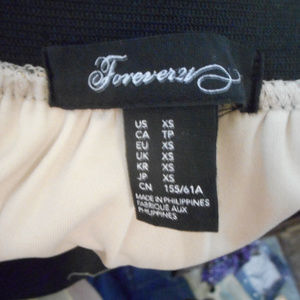 Forever21
US XS
CA TP
EU XS
UK XS
KR XS
JP XS
CN 155/61A
MADE IN PHILIPPINES
FABRIQUÉ AUX
PHILIPPINES